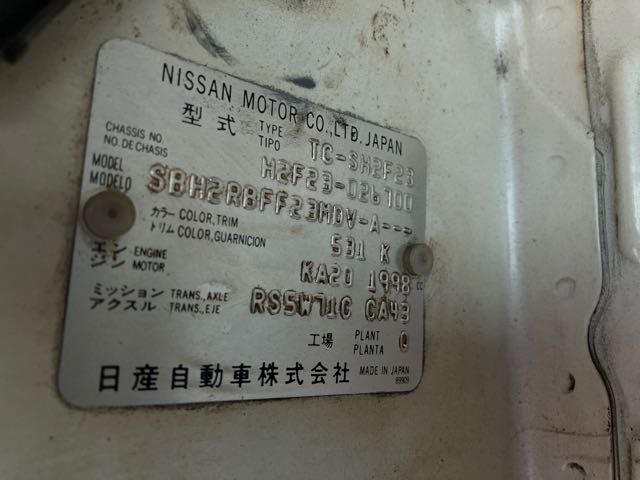 NISSAN MOTOR CO.,LTD. JAPAN
型式 TYPE TIPO TC-SH2F23
CHASSIS NO. NO. DE CHASIS H2F23-026700
MODEL MODELO SBH2RBFF23MDV-A---
カラー COLOR, TRIM
トリム COLOR, GUARNICION 531 K
エンジン ENGINE MOTOR KA20 1998 CC
ミッション TRANS., AXLE
アクスル TRANS., EJE RS5W71C CA43
工場 PLANT PLANTA 0
日産自動車株式会社 MADE IN JAPAN
89909